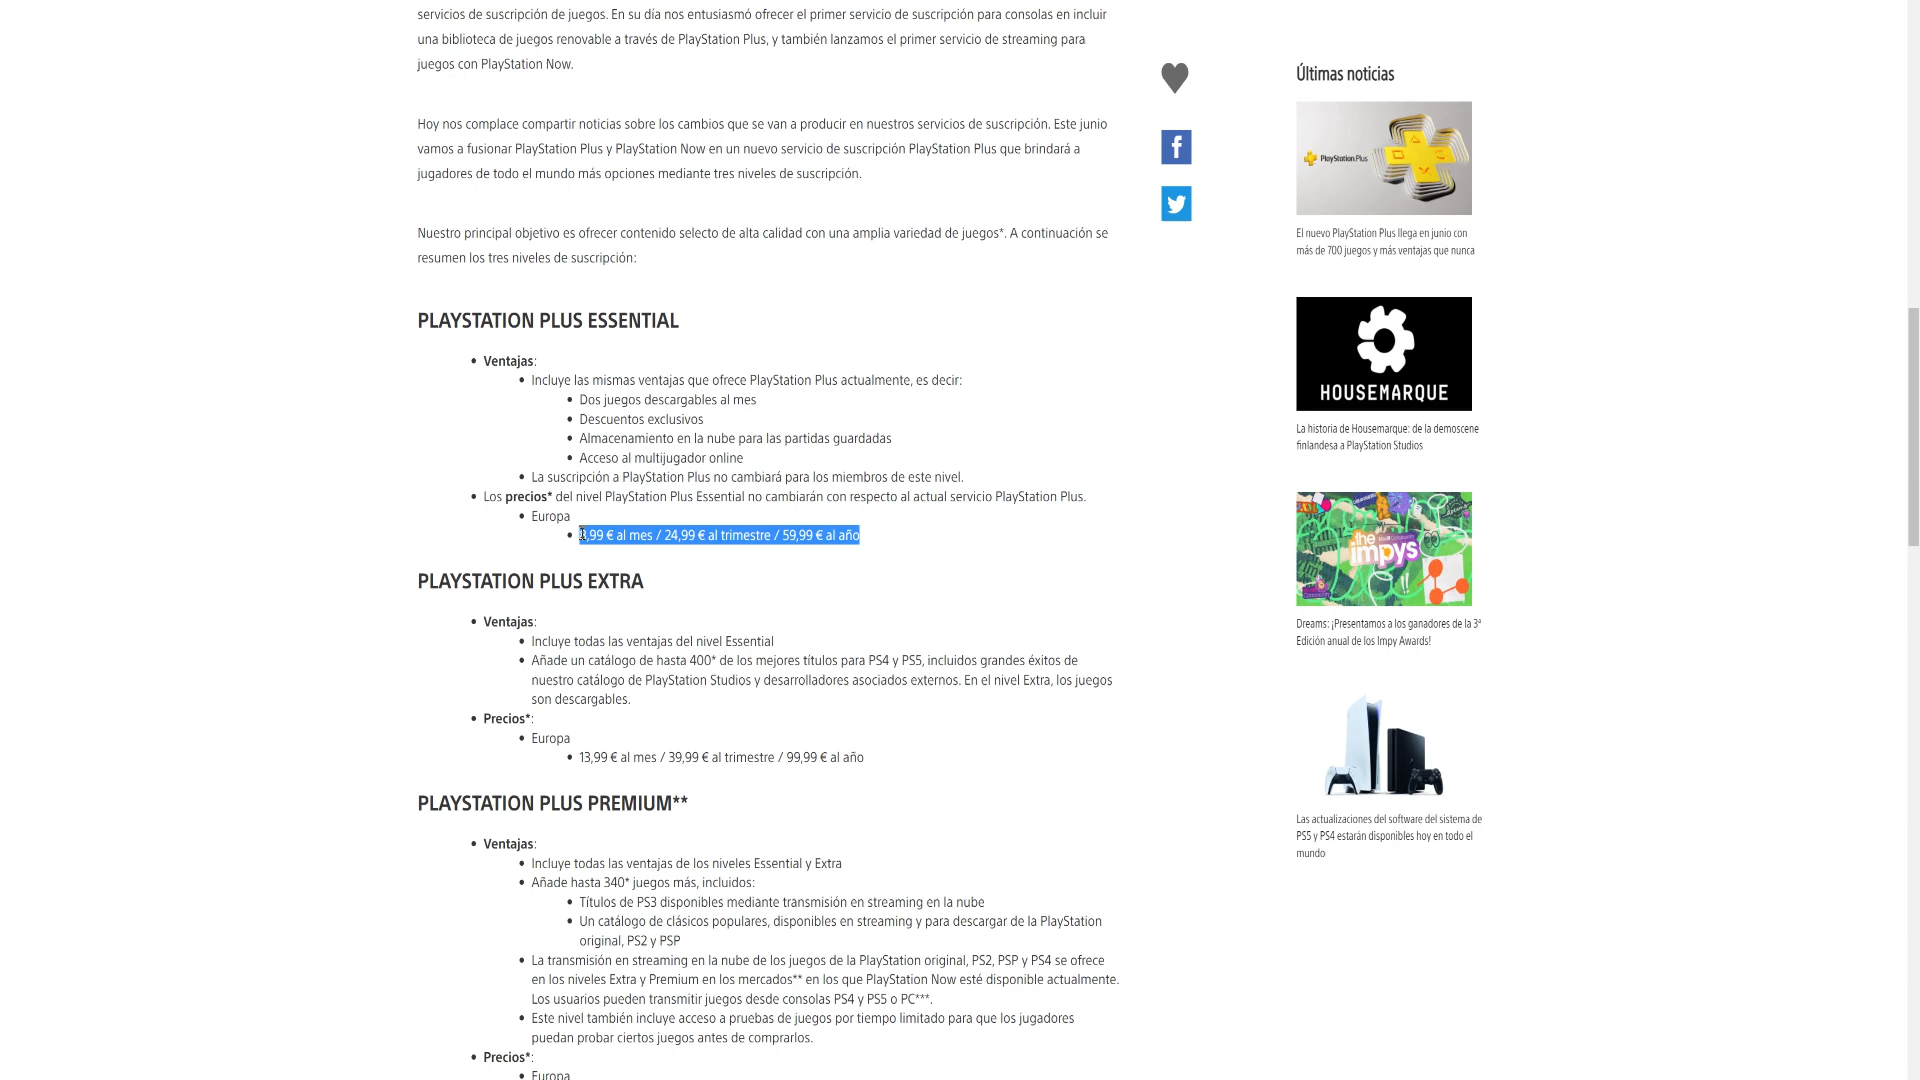 servicios de suscripción de juegos. En su día nos entusiasmó ofrecer el primer servicio de suscripción para consolas en incluir
una biblioteca de juegos renovable a través de PlayStation Plus, y también lanzamos el primer servicio de streaming para
juegos con PlayStation Now.
Hoy nos complace compartir noticias sobre los cambios que se van a producir en nuestros servicios de suscripción. Este junio
vamos a fusionar PlayStation Plus y PlayStation Now en un nuevo servicio de suscripción PlayStation Plus que brindará a
jugadores de todo el mundo más opciones mediante tres niveles de suscripción.
Nuestro principal objetivo es ofrecer contenido selecto de alta calidad con una amplia variedad de juegos*. A continuación se
resumen los tres niveles de suscripción:
PLAYSTATION PLUS ESSENTIAL
• Ventajas:
• Incluye las mismas ventajas que ofrece PlayStation Plus actualmente, es decir:
• Dos juegos descargables al mes
• Descuentos exclusivos
• Almacenamiento en la nube para las partidas guardadas
• Acceso al multijugador online
• La suscripción a PlayStation Plus no cambiará para los miembros de este nivel.
• Los precios* del nivel PlayStation Plus Essential no cambiarán con respecto al actual servicio PlayStation Plus.
• Europa
• ,99 € al mes / 24,99 € al trimestre / 59,99 € al año
PLAYSTATION PLUS EXTRA
• Ventajas:
• Incluye todas las ventajas del nivel Essential
• Añade un catálogo de hasta 400* de los mejores títulos para PS4 y PS5, incluidos grandes éxitos de
nuestro catálogo de PlayStation Studios y desarrolladores asociados externos. En el nivel Extra, los juegos
son descargables.
• Precios*:
• Europa
• 13,99 € al mes / 39,99 € al trimestre / 99,99 € al año
PLAYSTATION PLUS PREMIUM**
• Ventajas:
• Incluye todas las ventajas de los niveles Essential y Extra
• Añade hasta 340* juegos más, incluidos:
• Títulos de PS3 disponibles mediante transmisión en streaming en la nube
• Un catálogo de clásicos populares, disponibles en streaming y para descargar de la PlayStation
original, PS2 y PSP
• La transmisión en streaming en la nube de los juegos de la PlayStation original, PS2, PSP y PS4 se ofrece
en los niveles Extra y Premium en los mercados** en los que PlayStation Now esté disponible actualmente.
Los usuarios pueden transmitir juegos desde consolas PS4 y PS5 o PC***.
• Este nivel también incluye acceso a pruebas de juegos por tiempo limitado para que los jugadores
puedan probar ciertos juegos antes de comprarlos.
• Precios*:
• Europa
Últimas noticias
PlayStation Plus
El nuevo PlayStation Plus llega en junio con
más de 700 juegos y más ventajas que nunca
HOUSEMARQUE
La historia de Housemarque: de la demoscene
finlandesa a PlayStation Studios
the
impys
Dreams: ¡Presentamos a los ganadores de la 3ª
Edición anual de los Impy Awards!
Las actualizaciones del software del sistema de
PS5 y PS4 estarán disponibles hoy en todo el
mundo